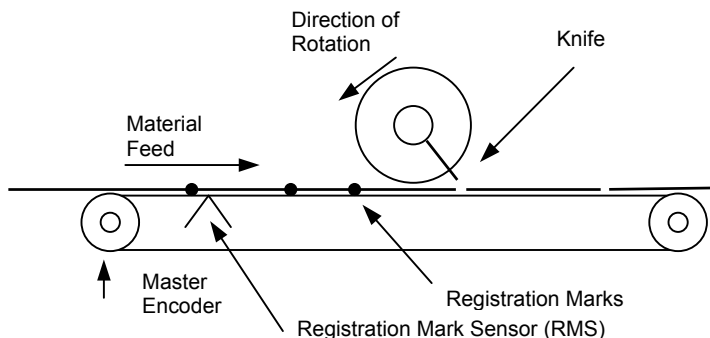 Direction of
Rotation
Knife
Material
Feed
Master
Encoder
Registration Marks
Registration Mark Sensor (RMS)